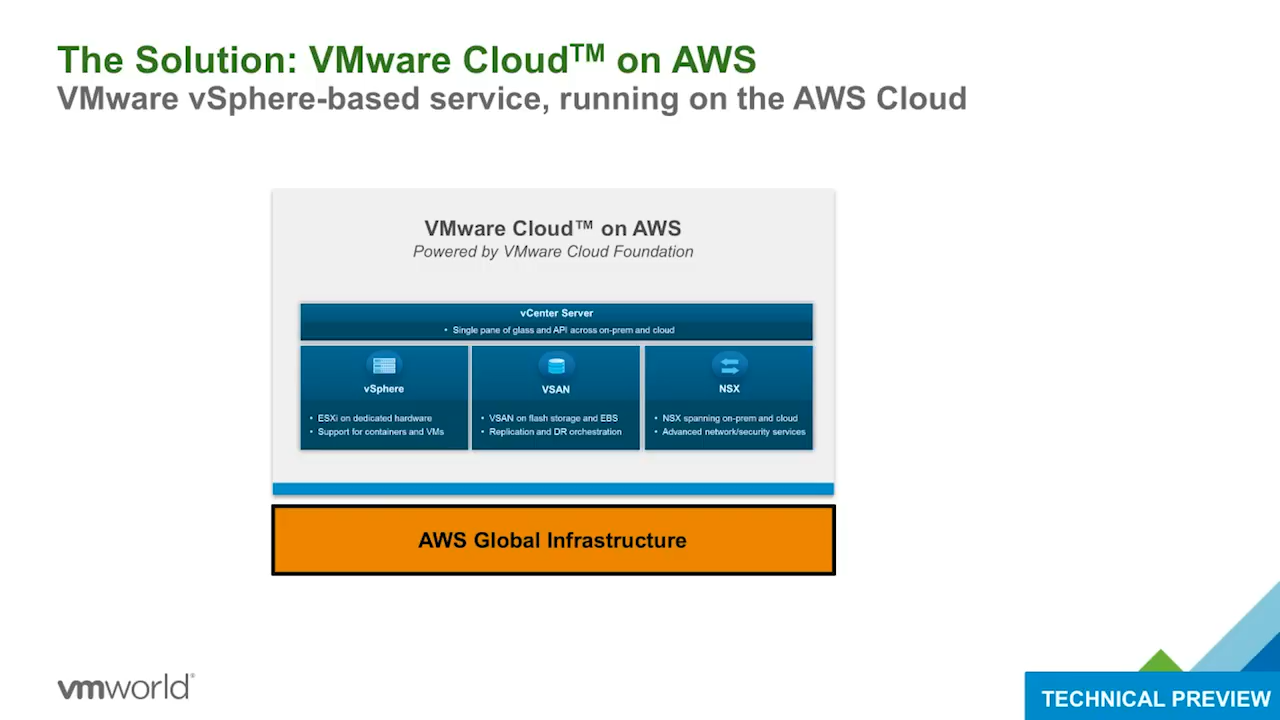 The Solution: VMware Cloud™ on AWS
VMware vSphere-based service, running on the AWS Cloud
VMware Cloud™ on AWS
Powered by VMware Cloud Foundation
vCenter Server
• Single pane of glass and API across on-prem and cloud
vSphere
• ESXi on dedicated hardware
• Support for containers and VMs
VSAN
• VSAN on flash storage and EBS
• Replication and DR orchestration
NSX
• NSX spanning on-prem and cloud
• Advanced network/security services
AWS Global Infrastructure
vmworld®
TECHNICAL PREVIEW